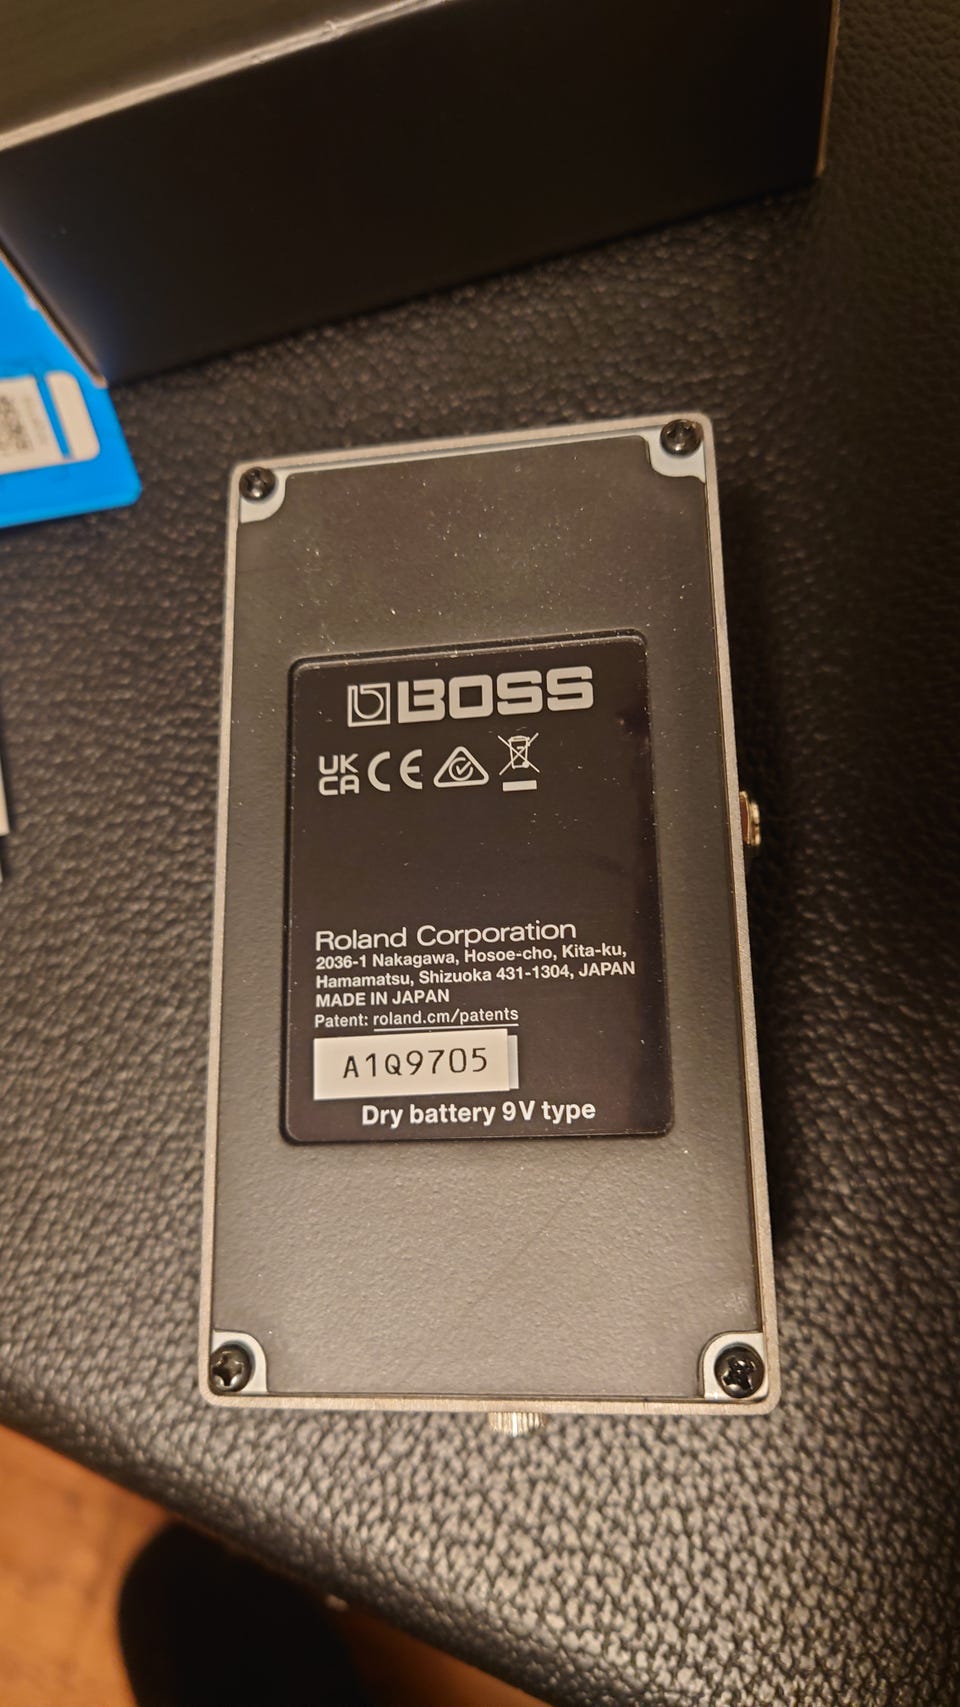 BOSS
UK
CA CE
Roland Corporation
2036-1 Nakagawa, Hosoe-cho, Kita-ku,
Hamamatsu, Shizuoka 431-1304, JAPAN
MADE IN JAPAN
Patent: roland.cm/patents
A1Q9705
Dry battery 9V type